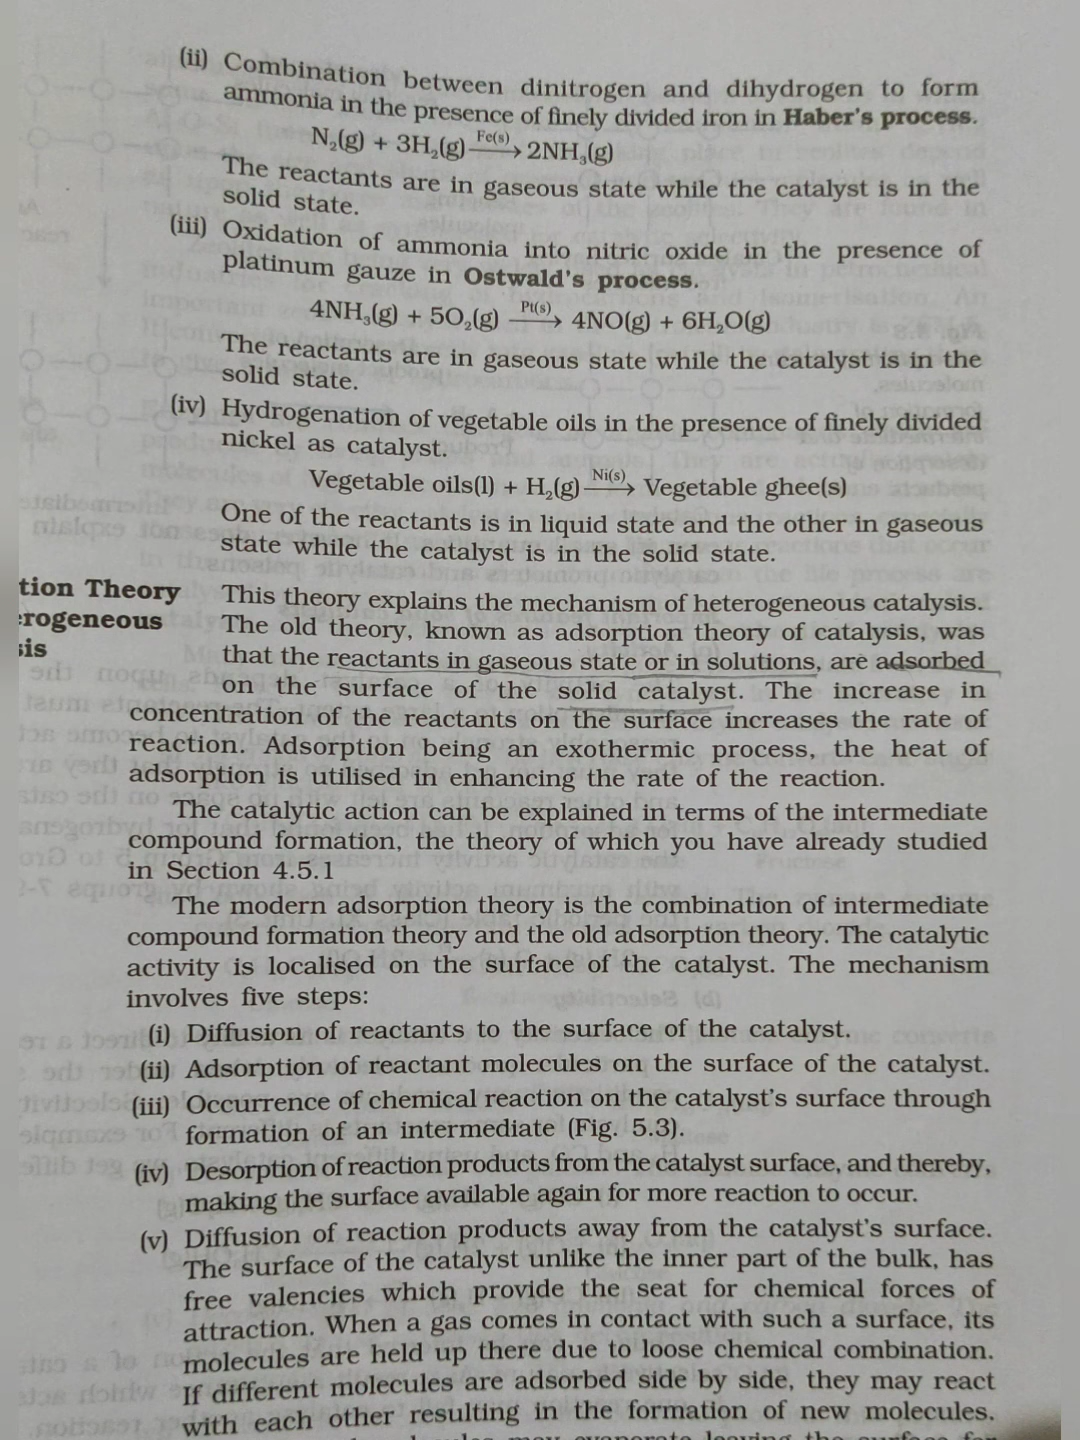 (ii) Combination between dinitrogen and dihydrogen to form
ammonia in the presence of finely divided iron in Haber's process.
N₂(g) + 3H₂(g) —Fe(s)→ 2NH₃(g)
The reactants are in gaseous state while the catalyst is in the
solid state.
(iii) Oxidation of ammonia into nitric oxide in the presence of
platinum gauze in Ostwald's process.
4NH₃(g) + 5O₂(g) —Pt(s)→ 4NO(g) + 6H₂O(g)
The reactants are in gaseous state while the catalyst is in the
solid state.
(iv) Hydrogenation of vegetable oils in the presence of finely divided
nickel as catalyst.
Vegetable oils(l) + H₂(g) —Ni(s)→ Vegetable ghee(s)
One of the reactants is in liquid state and the other in gaseous
state while the catalyst is in the solid state.
tion Theory
rogeneous
sis
This theory explains the mechanism of heterogeneous catalysis.
The old theory, known as adsorption theory of catalysis, was
that the reactants in gaseous state or in solutions, are adsorbed
on the surface of the solid catalyst. The increase in
concentration of the reactants on the surface increases the rate of
reaction. Adsorption being an exothermic process, the heat of
adsorption is utilised in enhancing the rate of the reaction.
The catalytic action can be explained in terms of the intermediate
compound formation, the theory of which you have already studied
in Section 4.5.1
The modern adsorption theory is the combination of intermediate
compound formation theory and the old adsorption theory. The catalytic
activity is localised on the surface of the catalyst. The mechanism
involves five steps:
(i) Diffusion of reactants to the surface of the catalyst.
(ii) Adsorption of reactant molecules on the surface of the catalyst.
(iii) Occurrence of chemical reaction on the catalyst's surface through
formation of an intermediate (Fig. 5.3).
(iv) Desorption of reaction products from the catalyst surface, and thereby,
making the surface available again for more reaction to occur.
(v) Diffusion of reaction products away from the catalyst's surface.
The surface of the catalyst unlike the inner part of the bulk, has
free valencies which provide the seat for chemical forces of
attraction. When a gas comes in contact with such a surface, its
molecules are held up there due to loose chemical combination.
If different molecules are adsorbed side by side, they may react
with each other resulting in the formation of new molecules.
may evaporate leaving the surface for